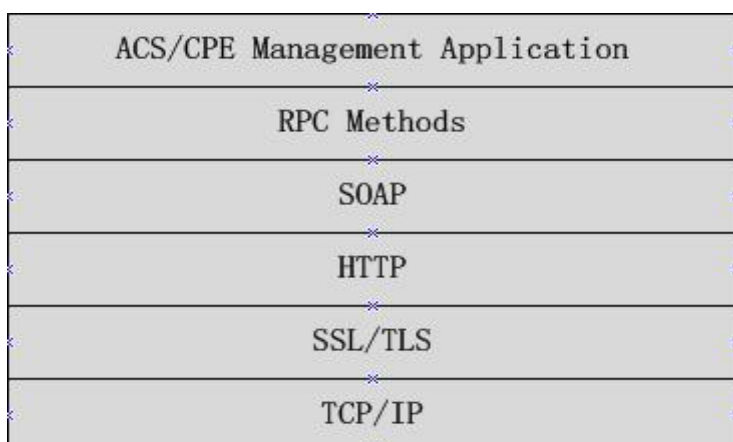 ACS/CPE Management Application
RPC Methods
SOAP
HTTP
SSL/TLS
TCP/IP